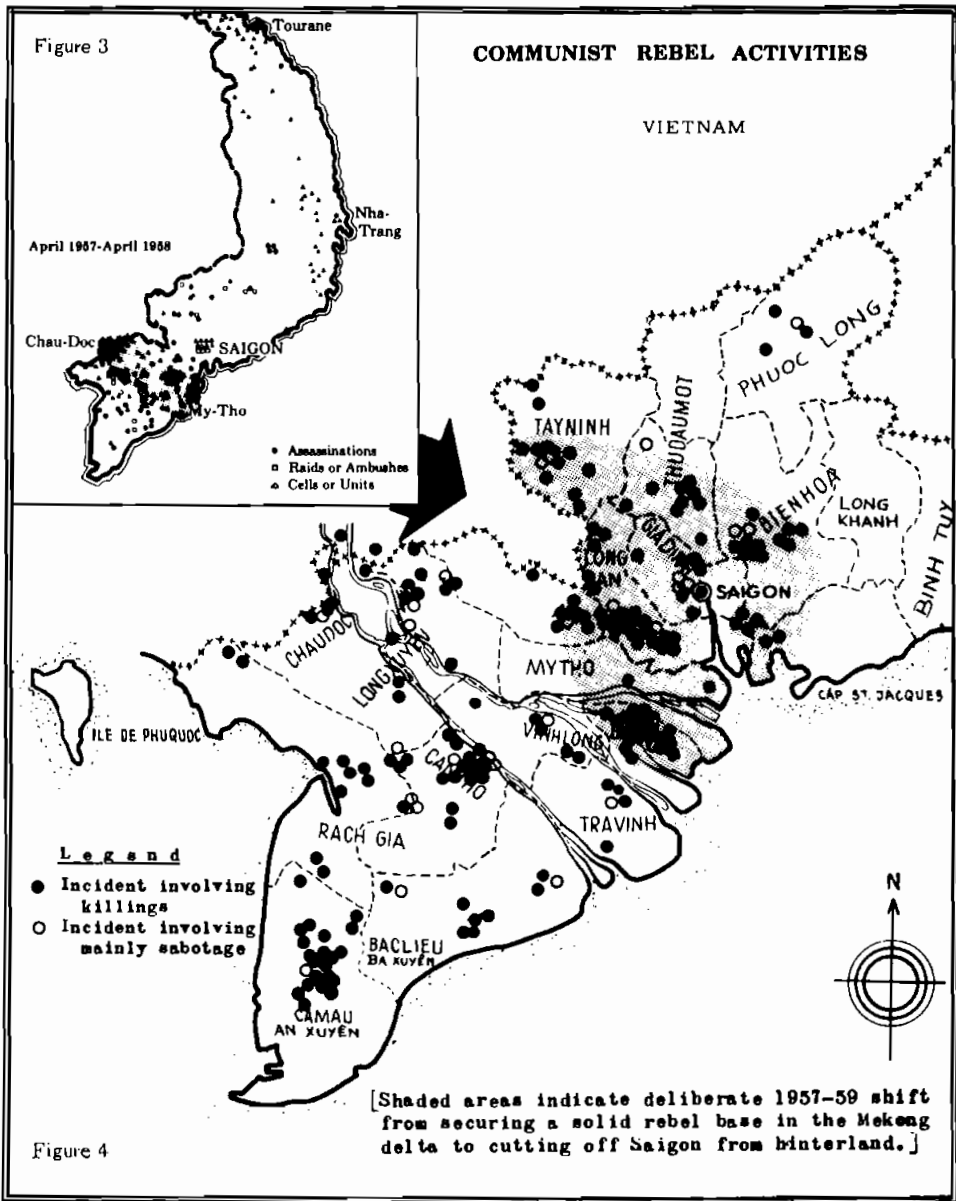 Figure 3
Tourane
Nha-
Trang
April 1957-April 1958
Chau-Doc
SAIGON
My-Tho
• Assassinations
□ Raids or Ambushes
△ Cells or Units
COMMUNIST REBEL ACTIVITIES
VIETNAM
PHUOC LONG
THUDAUMOT
TAYNINH
BIENHOA
LONG
KHANH
BINH TUY
GIADINH
LONG
AN
SAIGON
CHAUDOC
LONGXUYEN
MYTHO
CAP ST. JACQUES
ILE DE PHUQUOC
VINHLONG
CANTHO
TRAVINH
RACH GIA
Legend
● Incident involving
killings
○ Incident involving
mainly sabotage
BACLIEU
BA XUYÊN
CAMAU
AN XUYÊN
N
[Shaded areas indicate deliberate 1957-59 shift
from securing a solid rebel base in the Mekong
delta to cutting off Saigon from hinterland.]
Figure 4